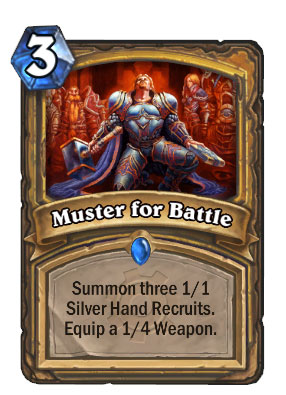 3
Muster for Battle
Summon three 1/1
Silver Hand Recruits.
Equip a 1/4 Weapon.